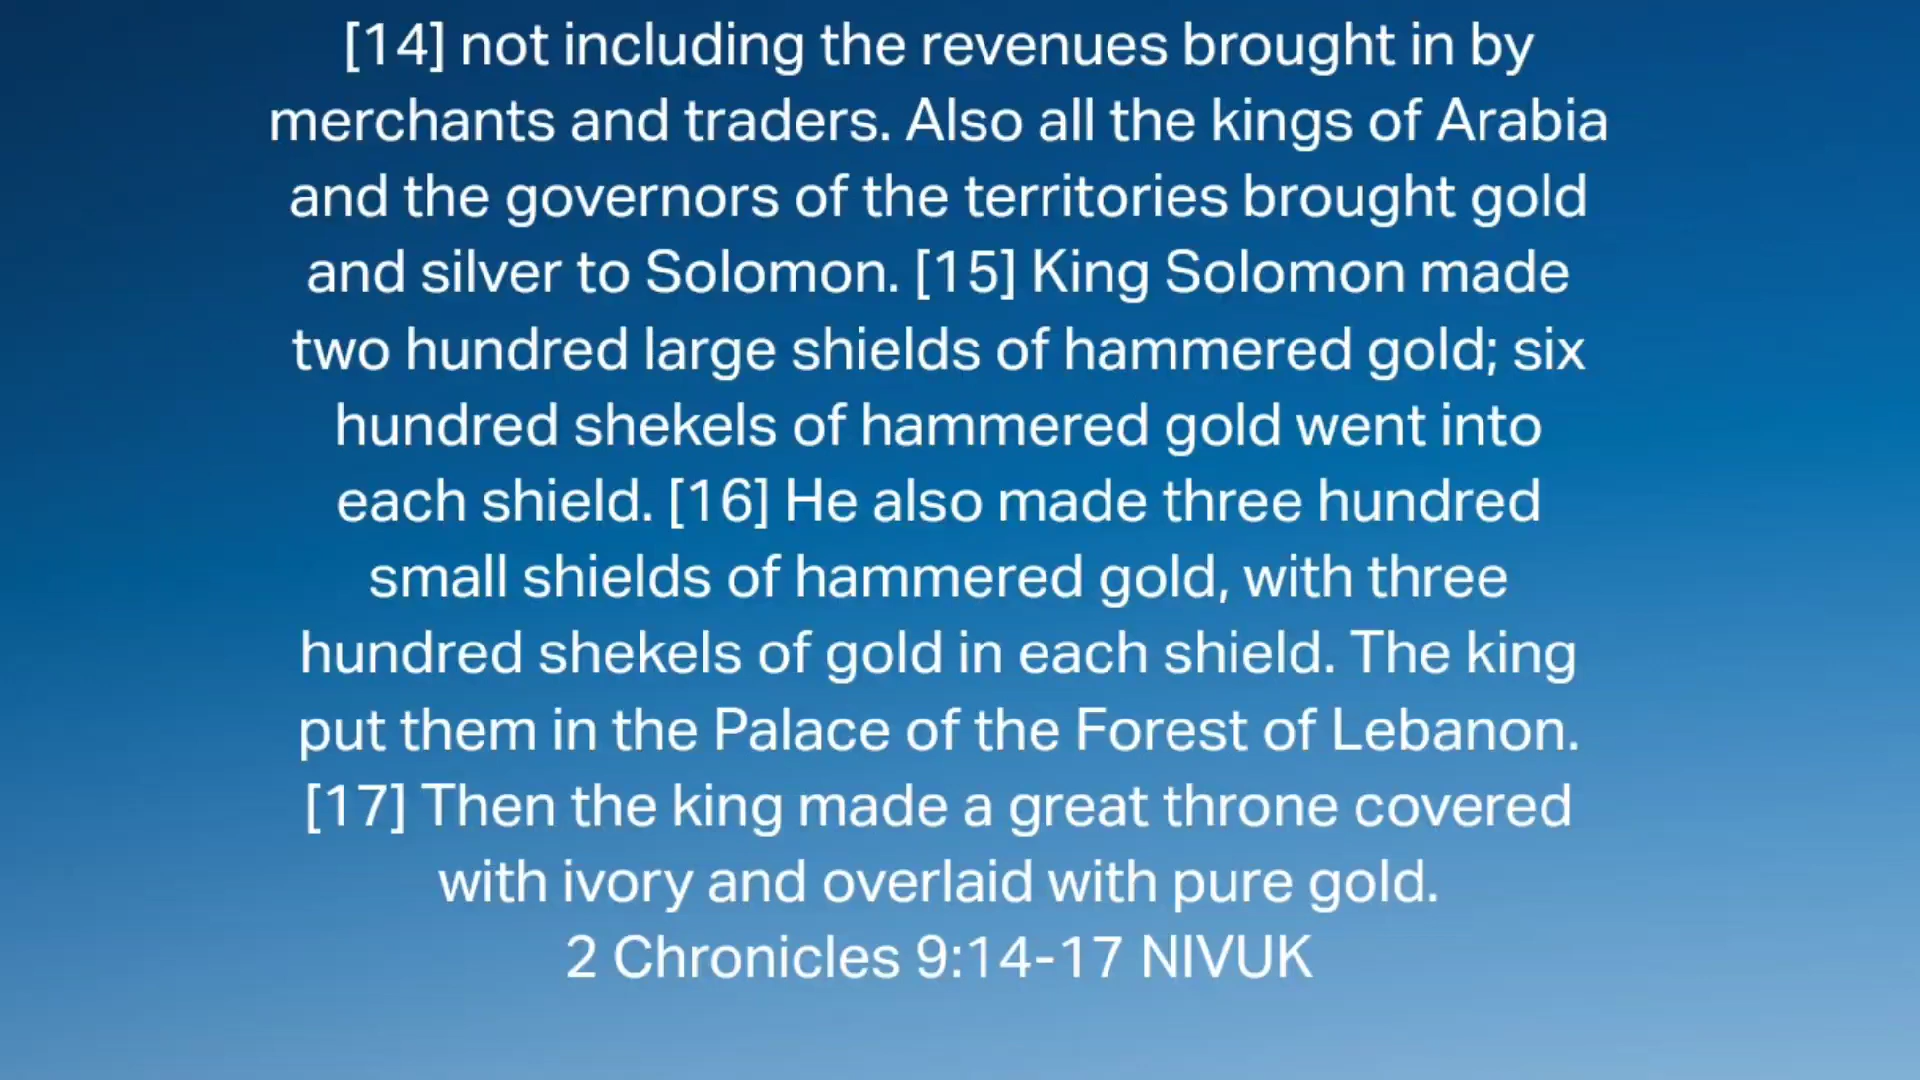 [14] not including the revenues brought in by
merchants and traders. Also all the kings of Arabia
and the governors of the territories brought gold
and silver to Solomon. [15] King Solomon made
two hundred large shields of hammered gold; six
hundred shekels of hammered gold went into
each shield. [16] He also made three hundred
small shields of hammered gold, with three
hundred shekels of gold in each shield. The king
put them in the Palace of the Forest of Lebanon.
[17] Then the king made a great throne covered
with ivory and overlaid with pure gold.
2 Chronicles 9:14-17 NIVUK